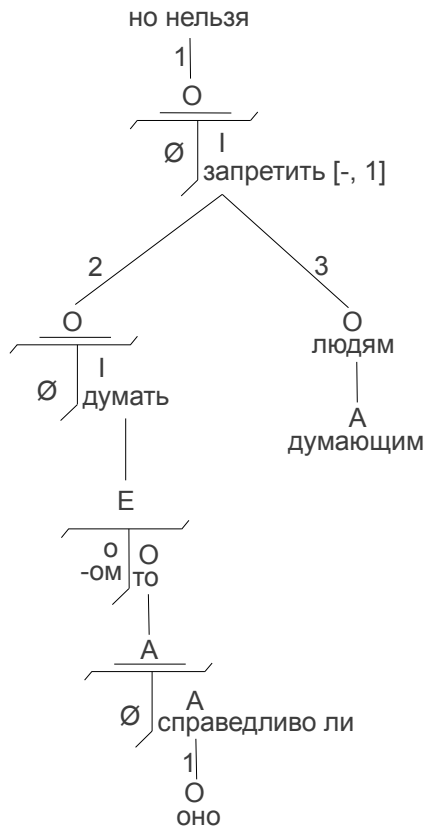 но нельзя
1
О
Ø I
запретить [-, 1]
2 3
О О
людям
Ø I
думать
А
думающим
Е
о О
-ом то
А
Ø А
справедливо ли
1
О
оно